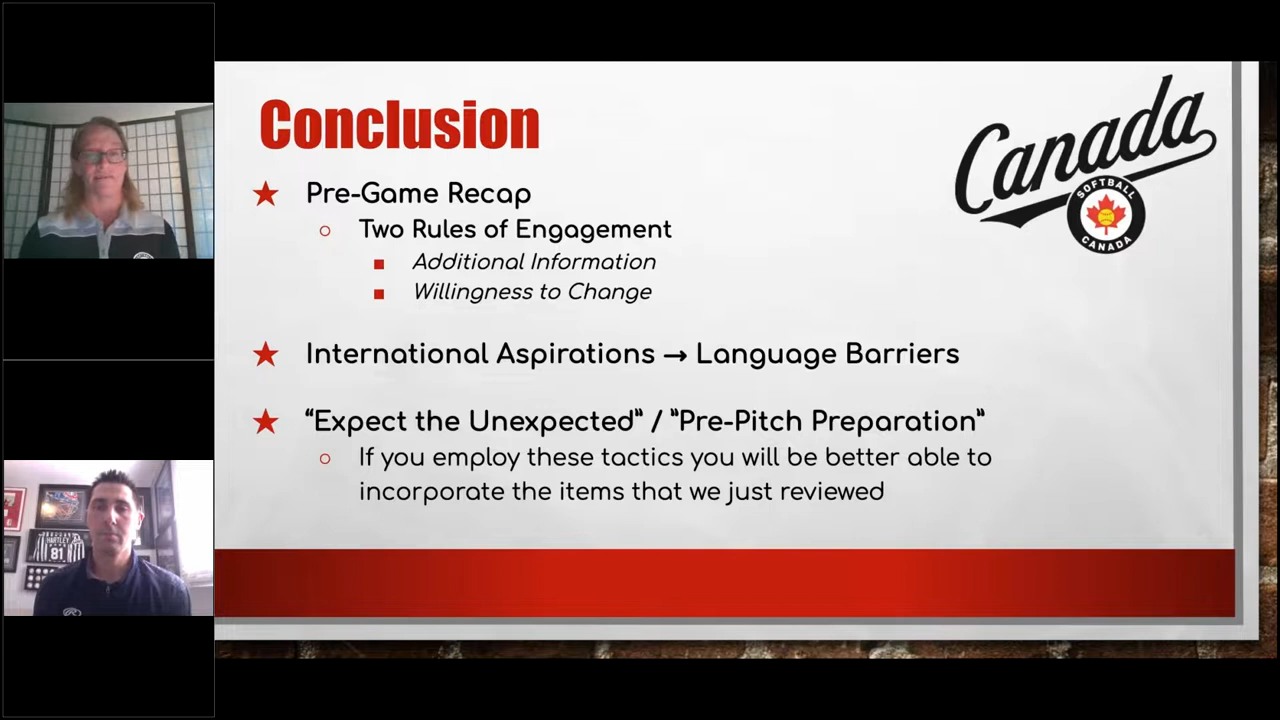 Conclusion
Pre-Game Recap
Two Rules of Engagement
Additional Information
Willingness to Change
International Aspirations → Language Barriers
“Expect the Unexpected” / ”Pre-Pitch Preparation”
If you employ these tactics you will be better able to
incorporate the items that we just reviewed
Canada
SOFTBALL
CANADA
HARTLEY
81